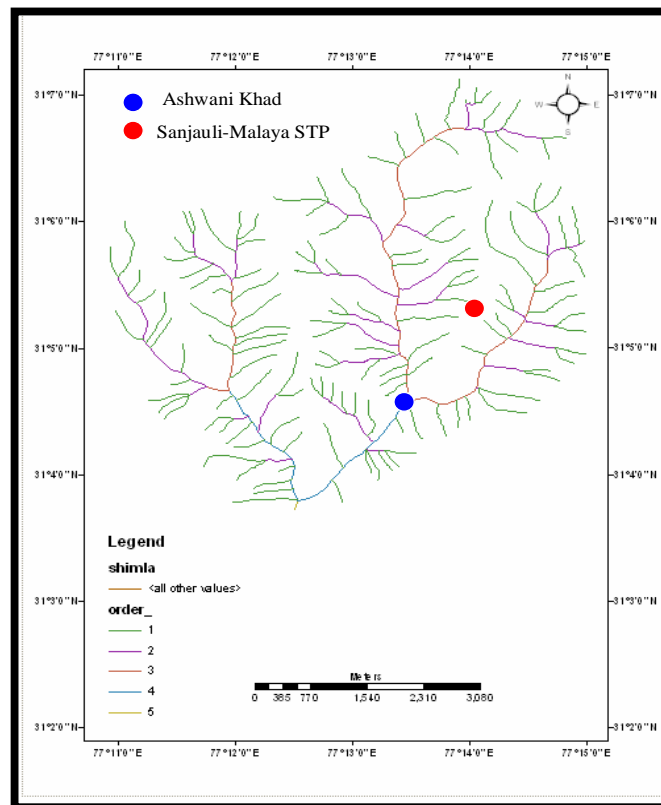 77°11'0"E 77°12'0"E 77°13'0"E 77°14'0"E 77°15'0"E
N
W E
S
31°7'0"N 31°7'0"N
Ashwani Khad
Sanjauli-Malaya STP
31°6'0"N 31°6'0"N
31°5'0"N 31°5'0"N
31°4'0"N 31°4'0"N
Legend
shimla
<all other values>
31°3'0"N 31°3'0"N
order_
1
2
3
4
5
Meters
0 385 770 1,540 2,310 3,080
31°2'0"N 31°2'0"N
77°11'0"E 77°12'0"E 77°13'0"E 77°14'0"E 77°15'0"E